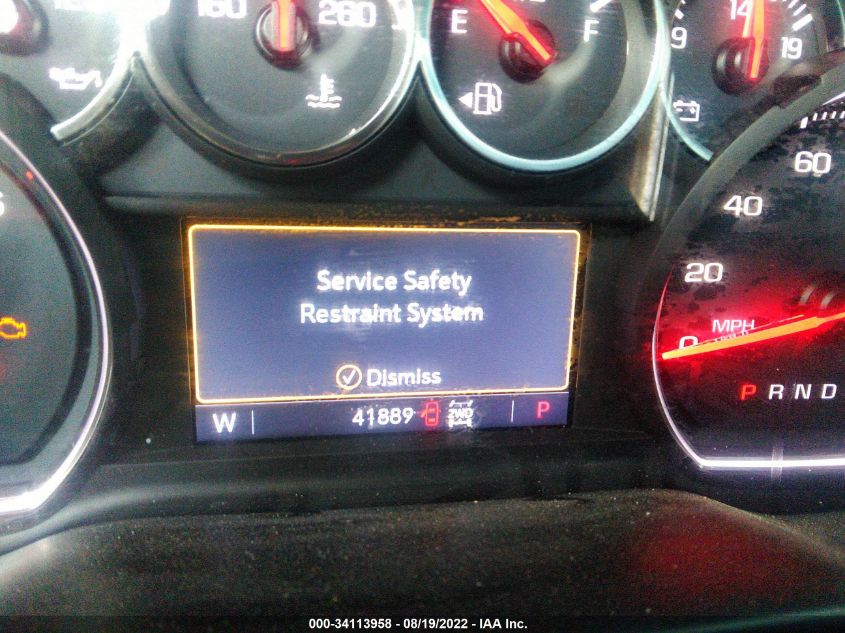 160 260
E F
14
9 19
60
40
20
0
MPH
Service Safety
Restraint System
Dismiss
W 41889 2WD P
P R N D
000-34113958 - 08/19/2022 - IAA Inc.